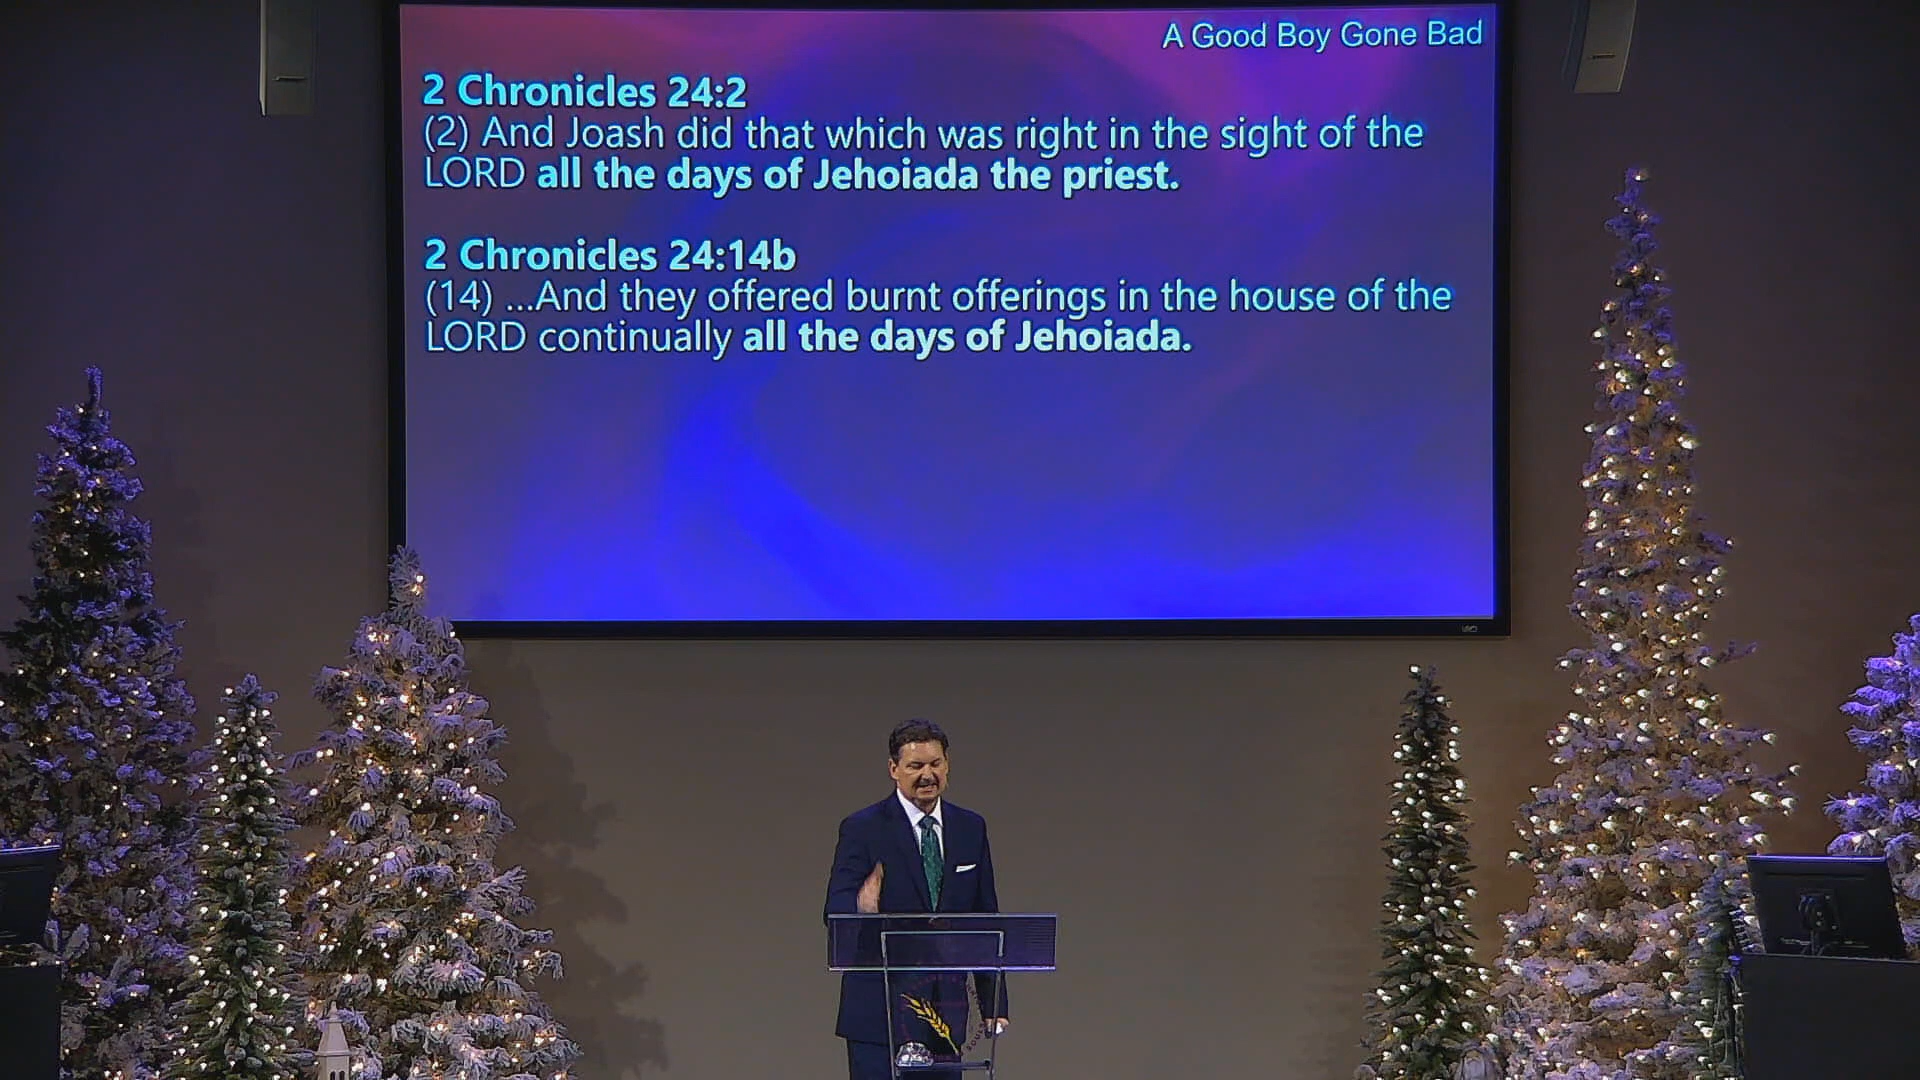 A Good Boy Gone Bad
2 Chronicles 24:2
(2) And Joash did that which was right in the sight of the
LORD all the days of Jehoiada the priest.
2 Chronicles 24:14b
(14) ...And they offered burnt offerings in the house of the
LORD continually all the days of Jehoiada.